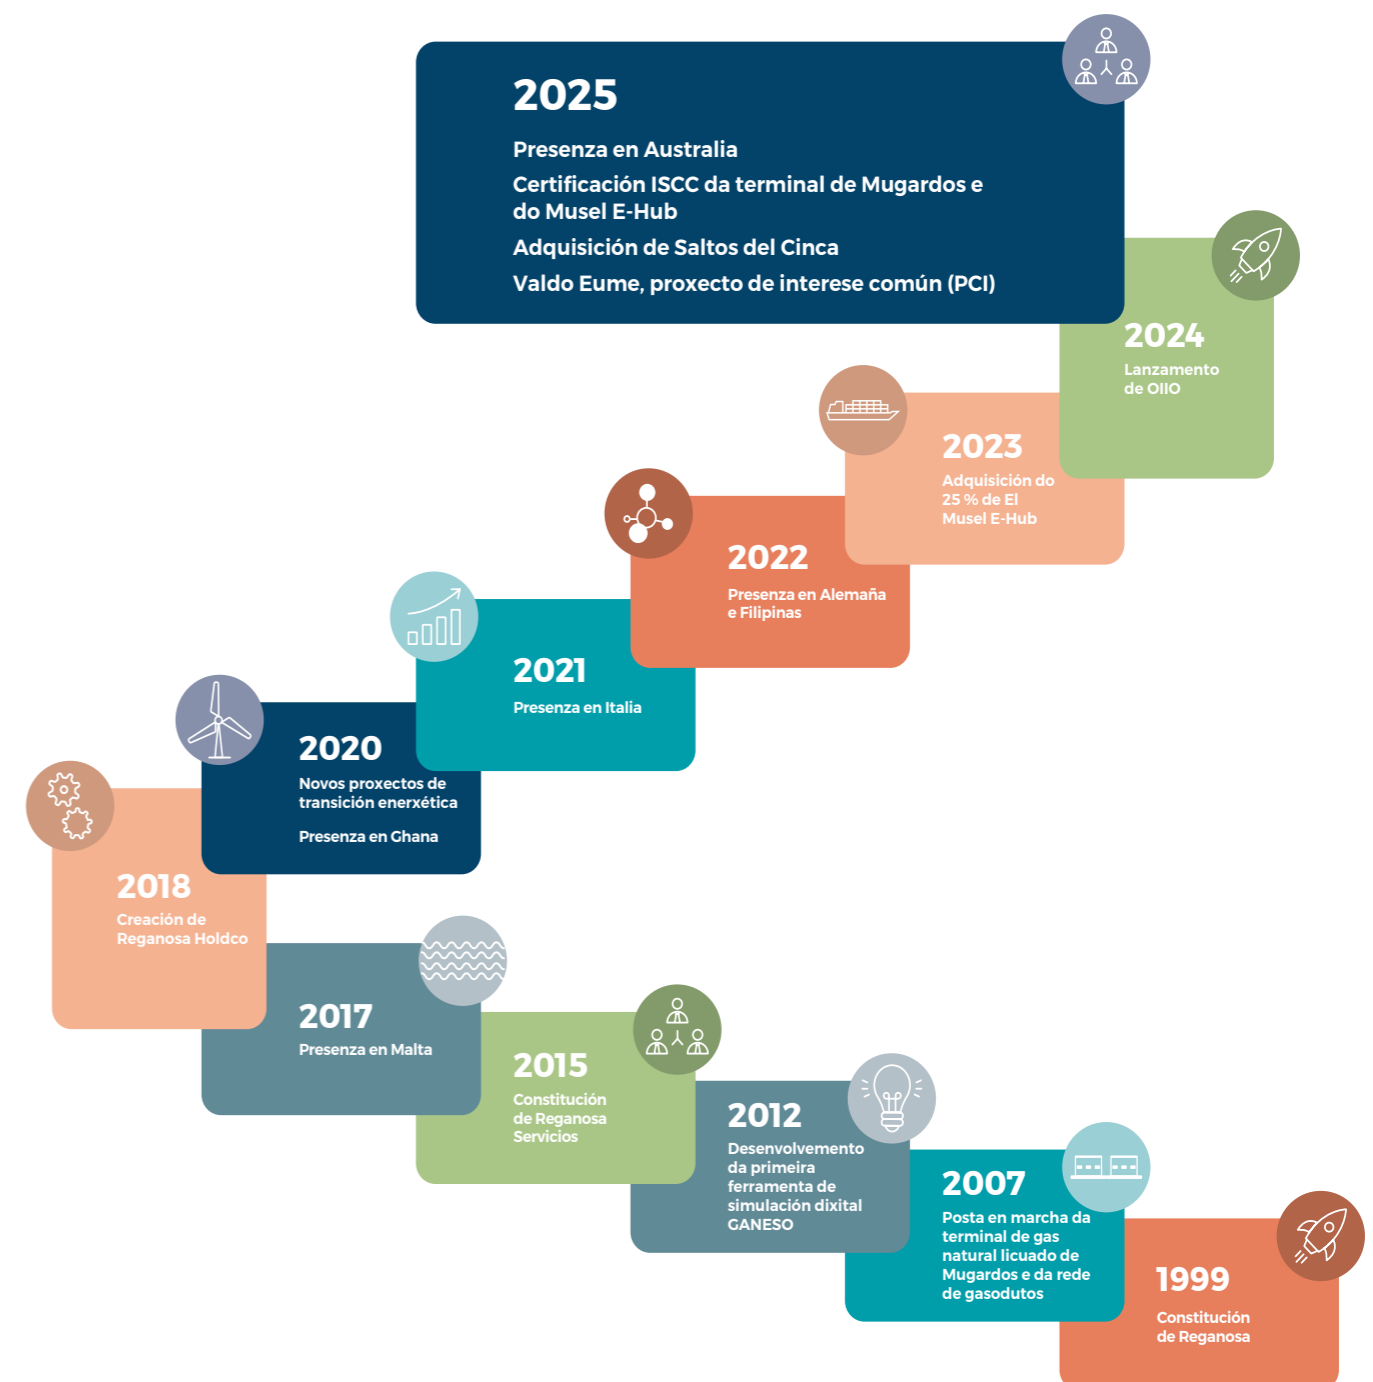 2025
Presenza en Australia
Certificación ISCC da terminal de Mugardos e
do Musel E-Hub
Adquisición de Saltos del Cinca
Valdo Eume, proxecto de interese común (PCI)
2024
Lanzamento
de OIIO
2023
Adquisición do
25 % de El
Musel E-Hub
2022
Presenza en Alemaña
e Filipinas
2021
Presenza en Italia
2020
Novos proxectos de
transición enerxética
Presenza en Ghana
2018
Creación de
Reganosa Holdco
2017
Presenza en Malta
2015
Constitución
de Reganosa
Servicios
2012
Desenvolvemento
da primeira
ferramenta de
simulación dixital
GANESO
2007
Posta en marcha da
terminal de gas
natural licuado de
Mugardos e da rede
de gasodutos
1999
Constitución
de Reganosa